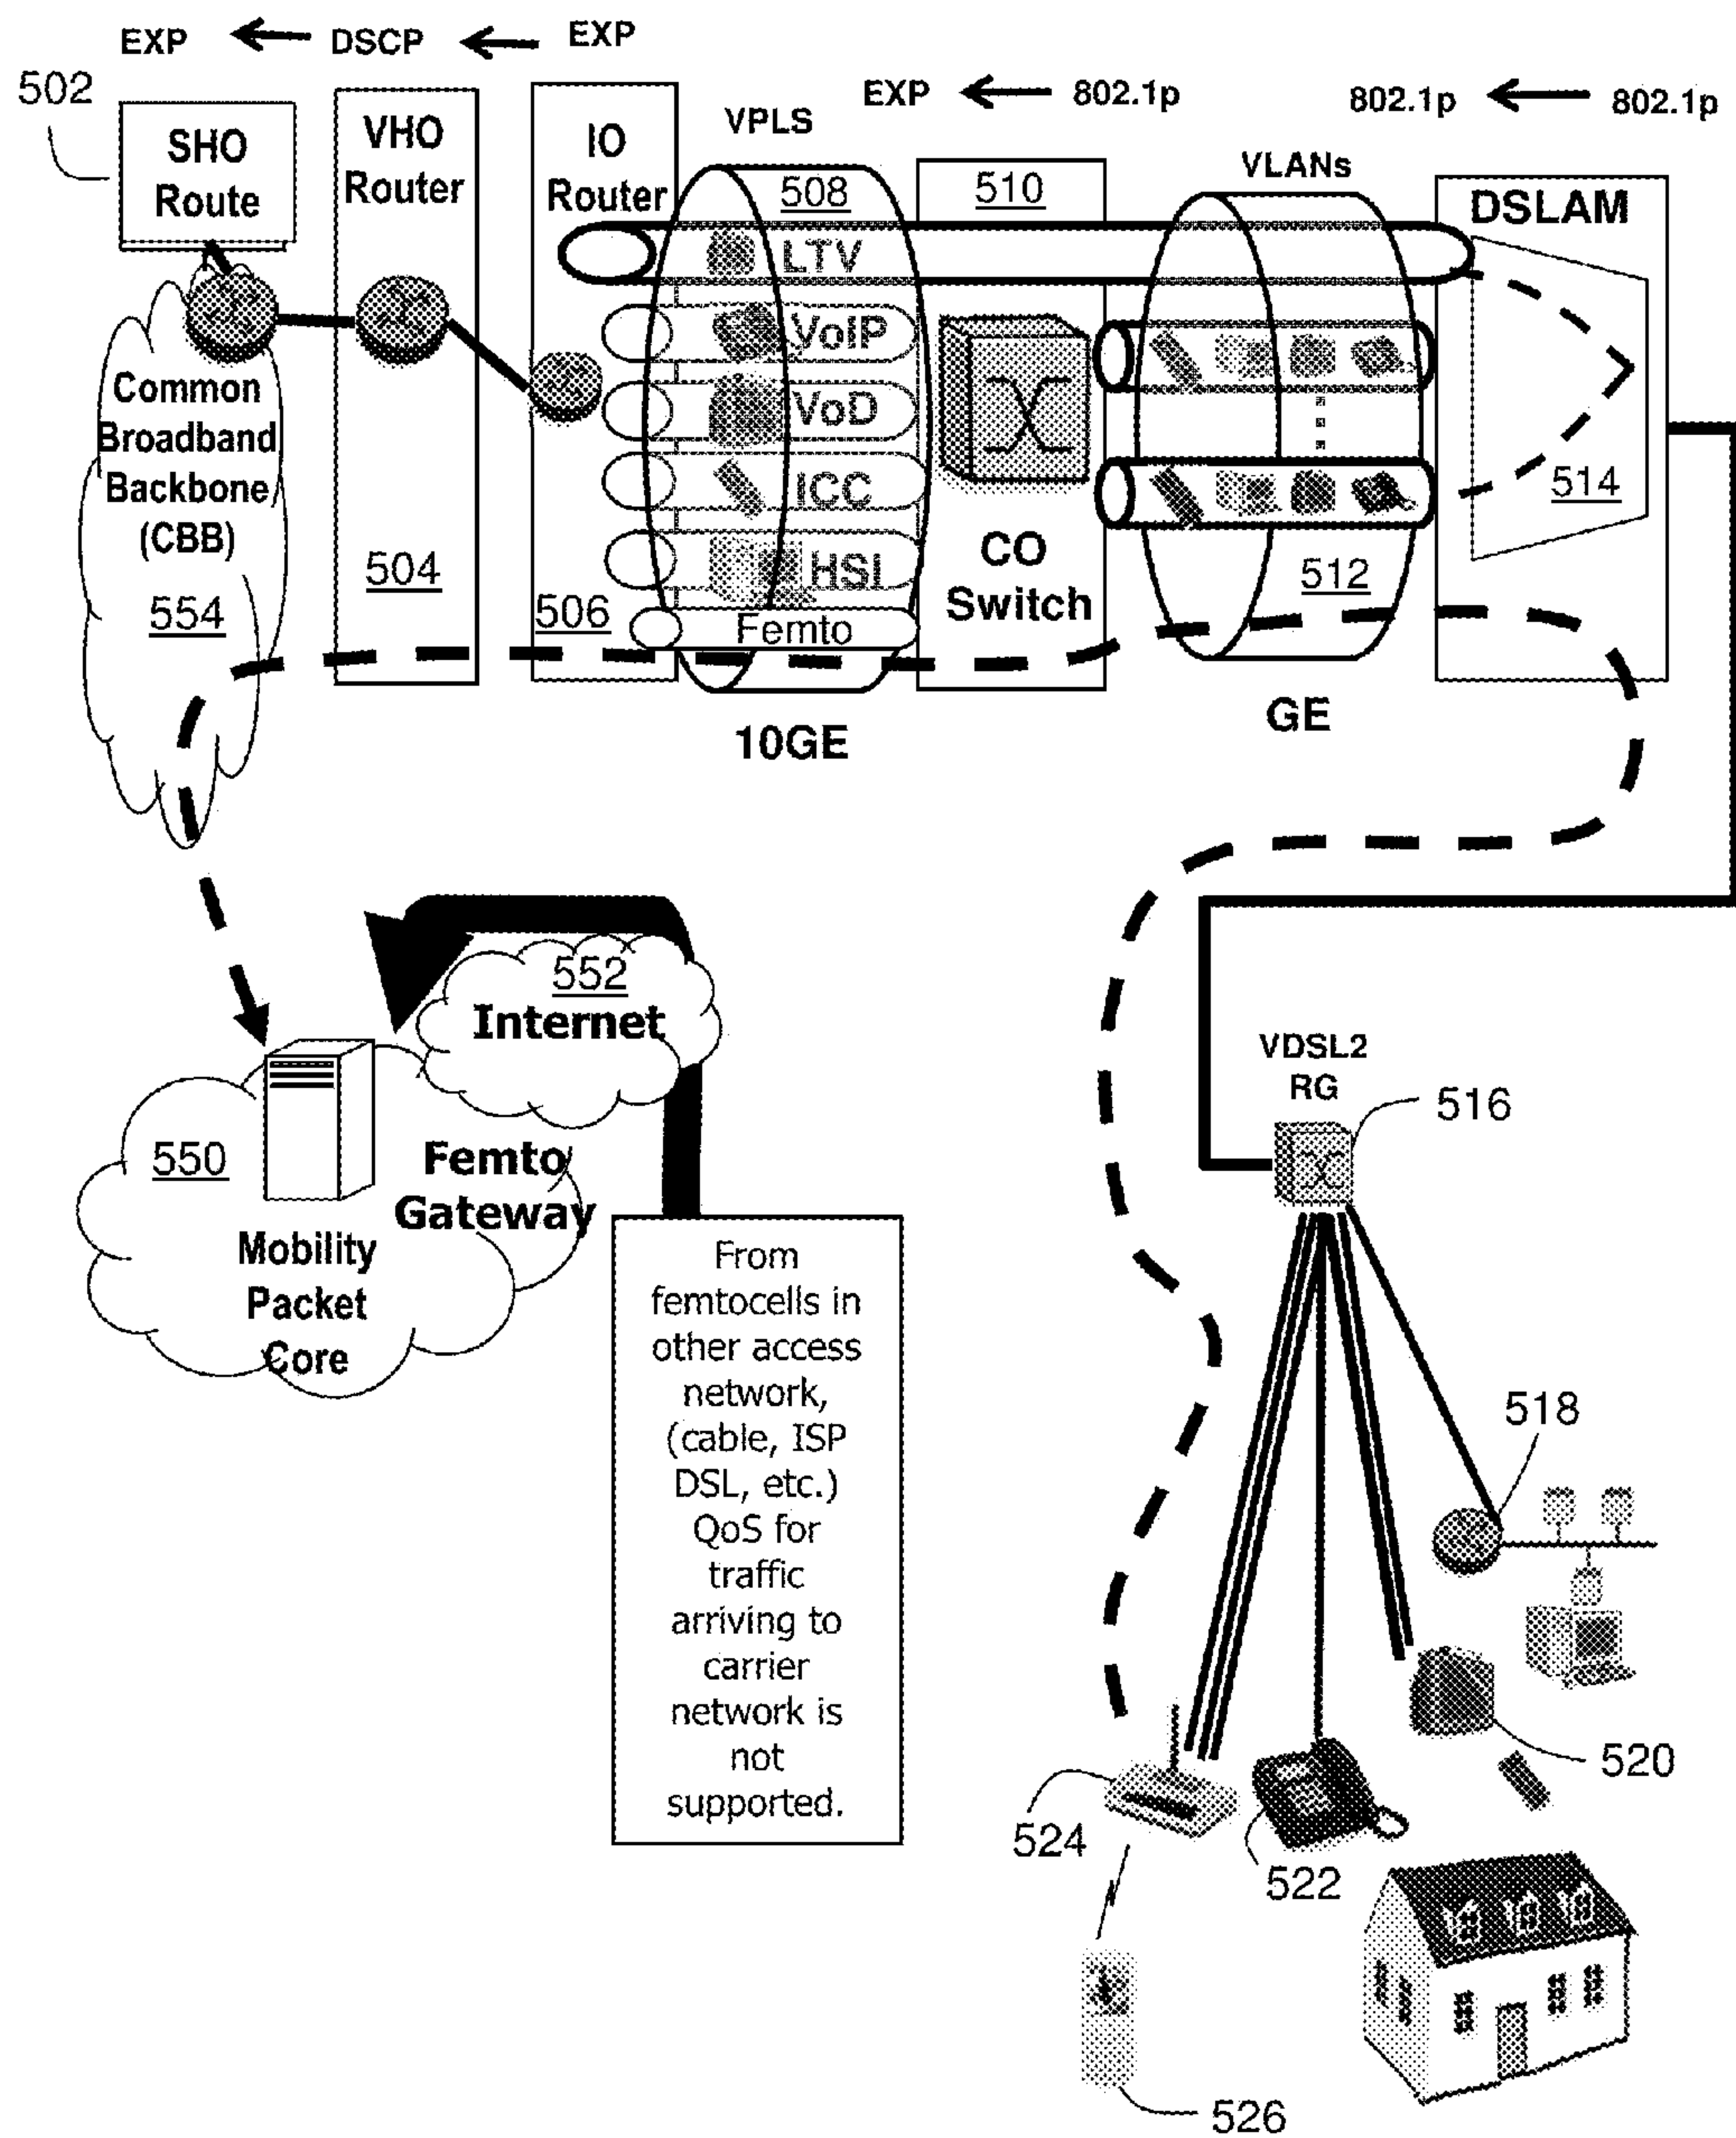 EXP ← DSCP ← EXP
EXP ← 802.1p
802.1p ← 802.1p
502
SHO
Route
VHO
Router
IO
Router
VPLS
508
510
VLANs
DSLAM
LTV
VoIP
VoD
ICC
HSI
Femto
Common
Broadband
Backbone
(CBB)
554
504
506
CO
Switch
512
514
10GE
GE
552
Internet
550
Femto
Gateway
Mobility
Packet
Core
From
femtocells in
other access
network,
(cable, ISP
DSL, etc.)
QoS for
traffic
arriving to
carrier
network is
not
supported.
VDSL2
RG
516
518
520
522
524
526